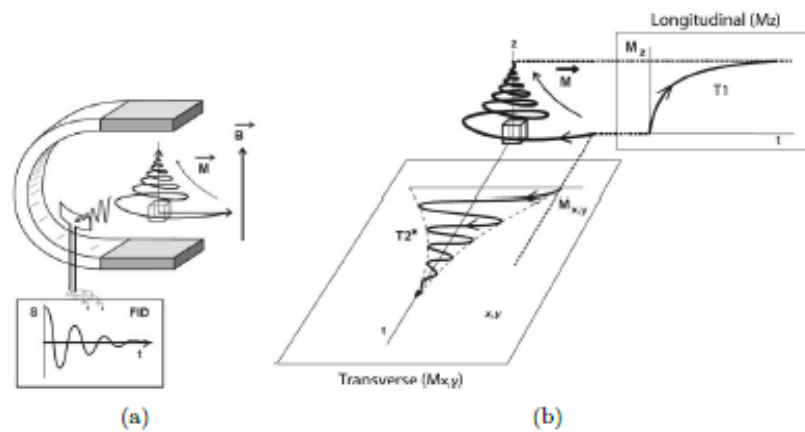 B
M
S
FID
t
(a)
Longitudinal (Mz)
z
M
Mz
T1
t
Mx,y
T2*
x,y
t
Transverse (Mx,y)
(b)